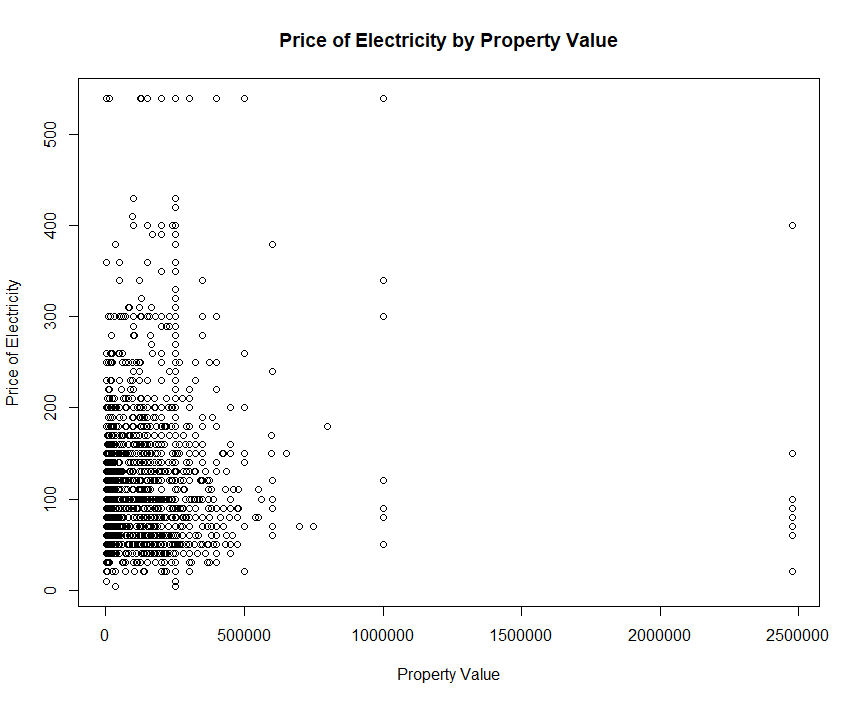 Price of Electricity by Property Value
Price of Electricity
500
400
300
200
100
0
0 500000 1000000 1500000 2000000 2500000
Property Value